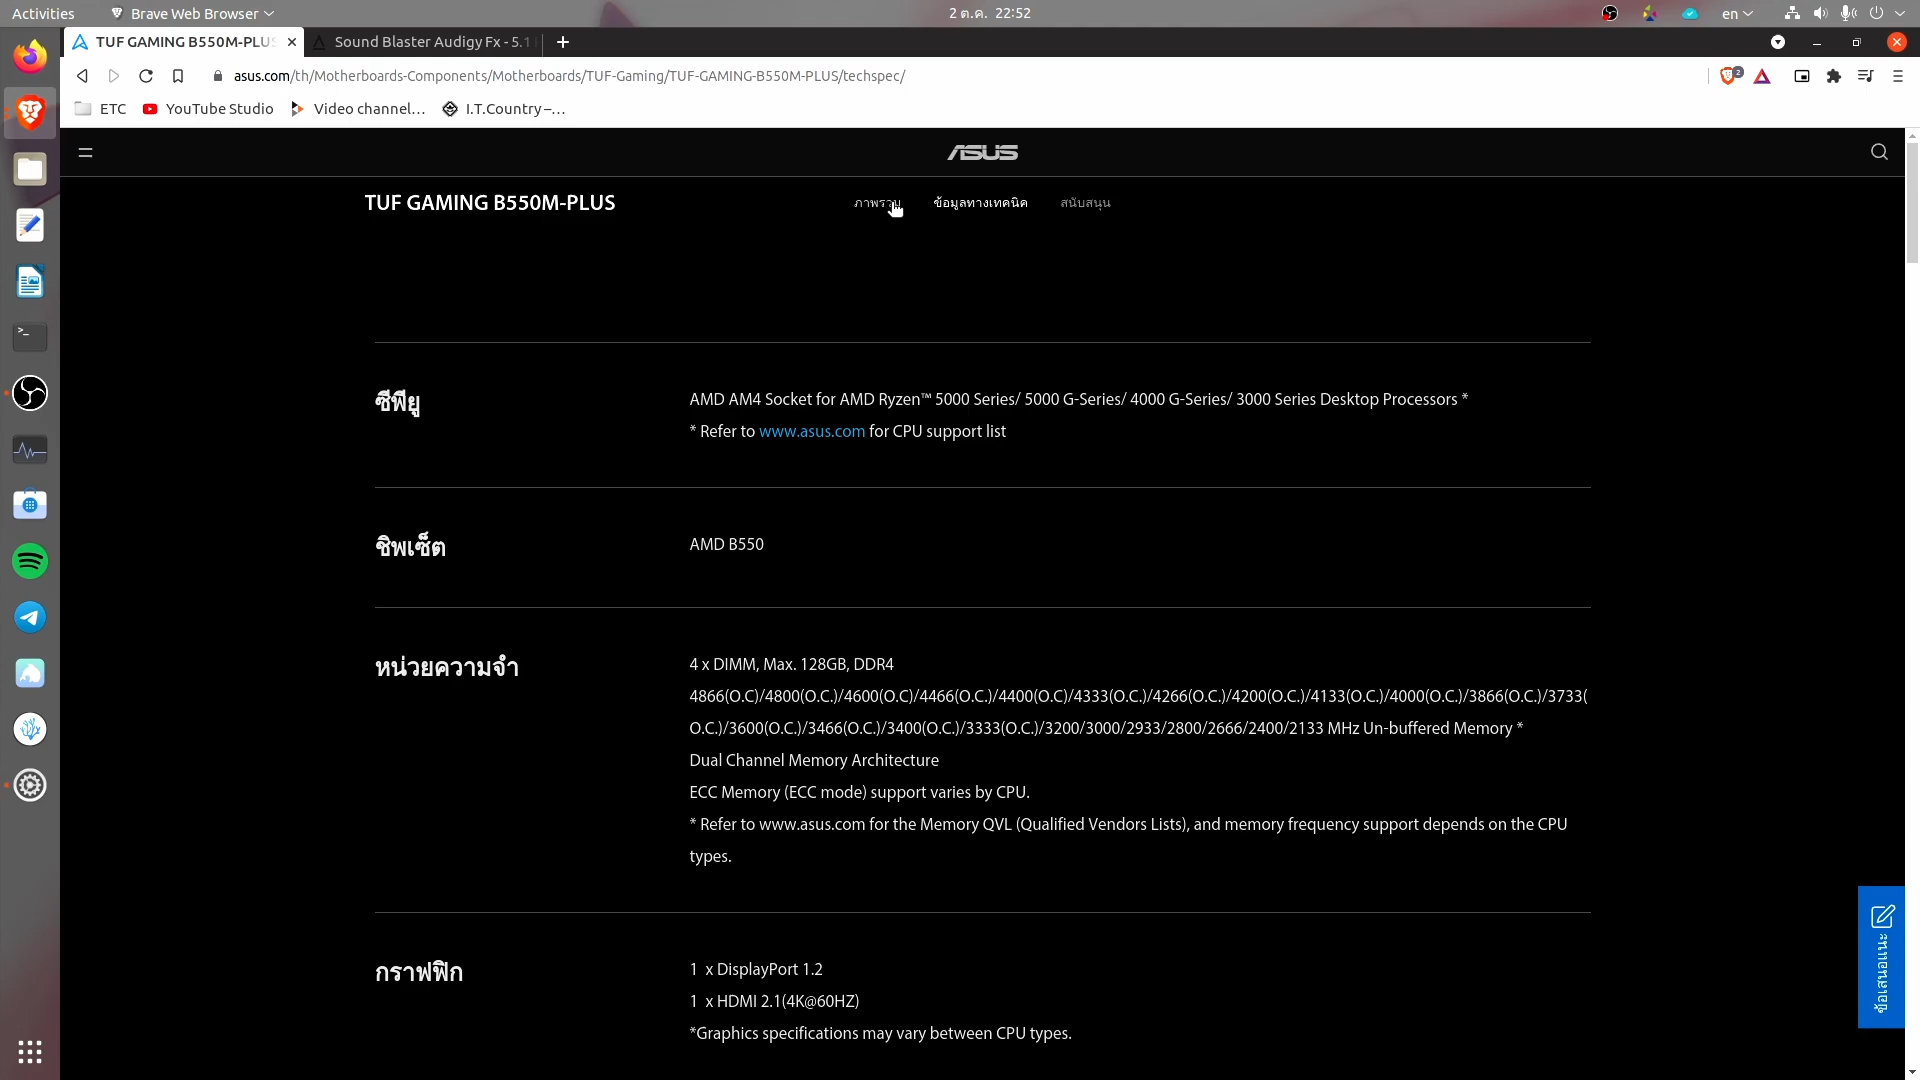 Activities
Brave Web Browser
2 ต.ค. 22:52
en
TUF GAMING B550M-PLUS
Sound Blaster Audigy Fx - 5.1
asus.com/th/Motherboards-Components/Motherboards/TUF-Gaming/TUF-GAMING-B550M-PLUS/techspec/
2
ETC
YouTube Studio
Video channel...
I.T.Country –...
ASUS
TUF GAMING B550M-PLUS
ภาพรวม
ข้อมูลทางเทคนิค
สนับสนุน
ซีพียู
AMD AM4 Socket for AMD Ryzen™ 5000 Series/ 5000 G-Series/ 4000 G-Series/ 3000 Series Desktop Processors *
* Refer to www.asus.com for CPU support list
ชิพเซ็ต
AMD B550
หน่วยความจำ
4 x DIMM, Max. 128GB, DDR4
4866(O.C)/4800(O.C.)/4600(O.C)/4466(O.C.)/4400(O.C)/4333(O.C.)/4266(O.C.)/4200(O.C.)/4133(O.C.)/4000(O.C.)/3866(O.C.)/3733(
O.C.)/3600(O.C.)/3466(O.C.)/3400(O.C.)/3333(O.C.)/3200/3000/2933/2800/2666/2400/2133 MHz Un-buffered Memory *
Dual Channel Memory Architecture
ECC Memory (ECC mode) support varies by CPU.
* Refer to www.asus.com for the Memory QVL (Qualified Vendors Lists), and memory frequency support depends on the CPU
types.
กราฟฟิก
1 x DisplayPort 1.2
1 x HDMI 2.1(4K@60HZ)
*Graphics specifications may vary between CPU types.
ข้อเสนอแนะ